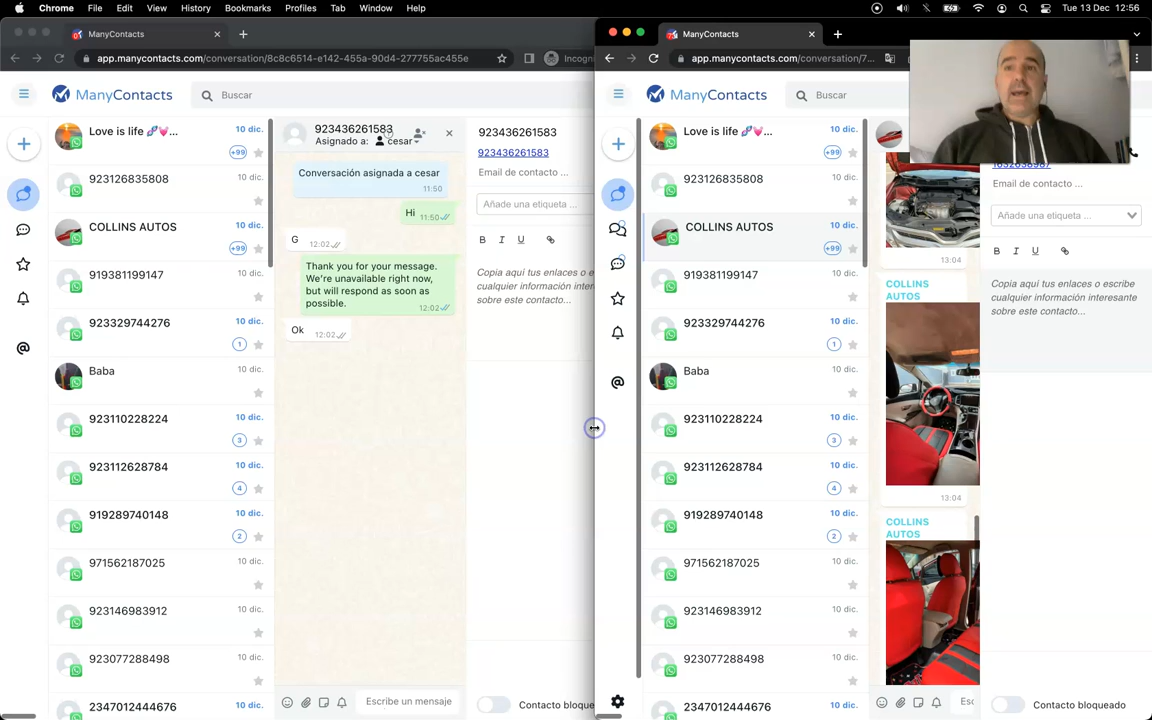 Chrome File Edit View History Bookmarks Profiles Tab Window Help
Tue 13 Dec 12:56
ManyContacts
app.manycontacts.com/conversation/8c8c6514-e142-455a-90d4-277755ac455e
Incog
ManyContacts
Buscar
Love is life 🧬💓...
10 dic.
+99
923126835808
10 dic.
COLLINS AUTOS
10 dic.
+99
919381199147
10 dic.
923329744276
10 dic.
1
Baba
10 dic.
923110228224
10 dic.
3
923112628784
10 dic.
4
919289740148
10 dic.
2
971562187025
10 dic.
923146983912
10 dic.
923077288498
10 dic.
2347012444676
10 dic.
923436261583
Asignado a: cesar
Conversación asignada a cesar
11:50
Hi
11:50
G
12:02
Thank you for your message.
We're unavailable right now,
but will respond as soon as
possible.
12:02
Ok
12:02
Escribe un mensaje
923436261583
923436261583
Email de contacto ...
Añade una etiqueta ...
B I U
Copia aquí tus enlaces o e
cualquier información intere
sobre este contacto...
Contacto bloque
ManyContacts
app.manycontacts.com/conversation/7...
ManyContacts
Buscar
Love is life 🧬💓...
10 dic.
+99
923126835808
10 dic.
COLLINS AUTOS
10 dic.
+99
919381199147
10 dic.
923329744276
10 dic.
1
Baba
10 dic.
923110228224
10 dic.
3
923112628784
10 dic.
4
919289740148
10 dic.
2
971562187025
10 dic.
923146983912
10 dic.
923077288498
10 dic.
2347012444676
10 dic.
13:04
COLLINS
AUTOS
13:04
COLLINS
AUTOS
Esc
Email de contacto ...
Añade una etiqueta ...
B I U
Copia aquí tus enlaces o escribe
cualquier información interesante
sobre este contacto...
Contacto bloqueado